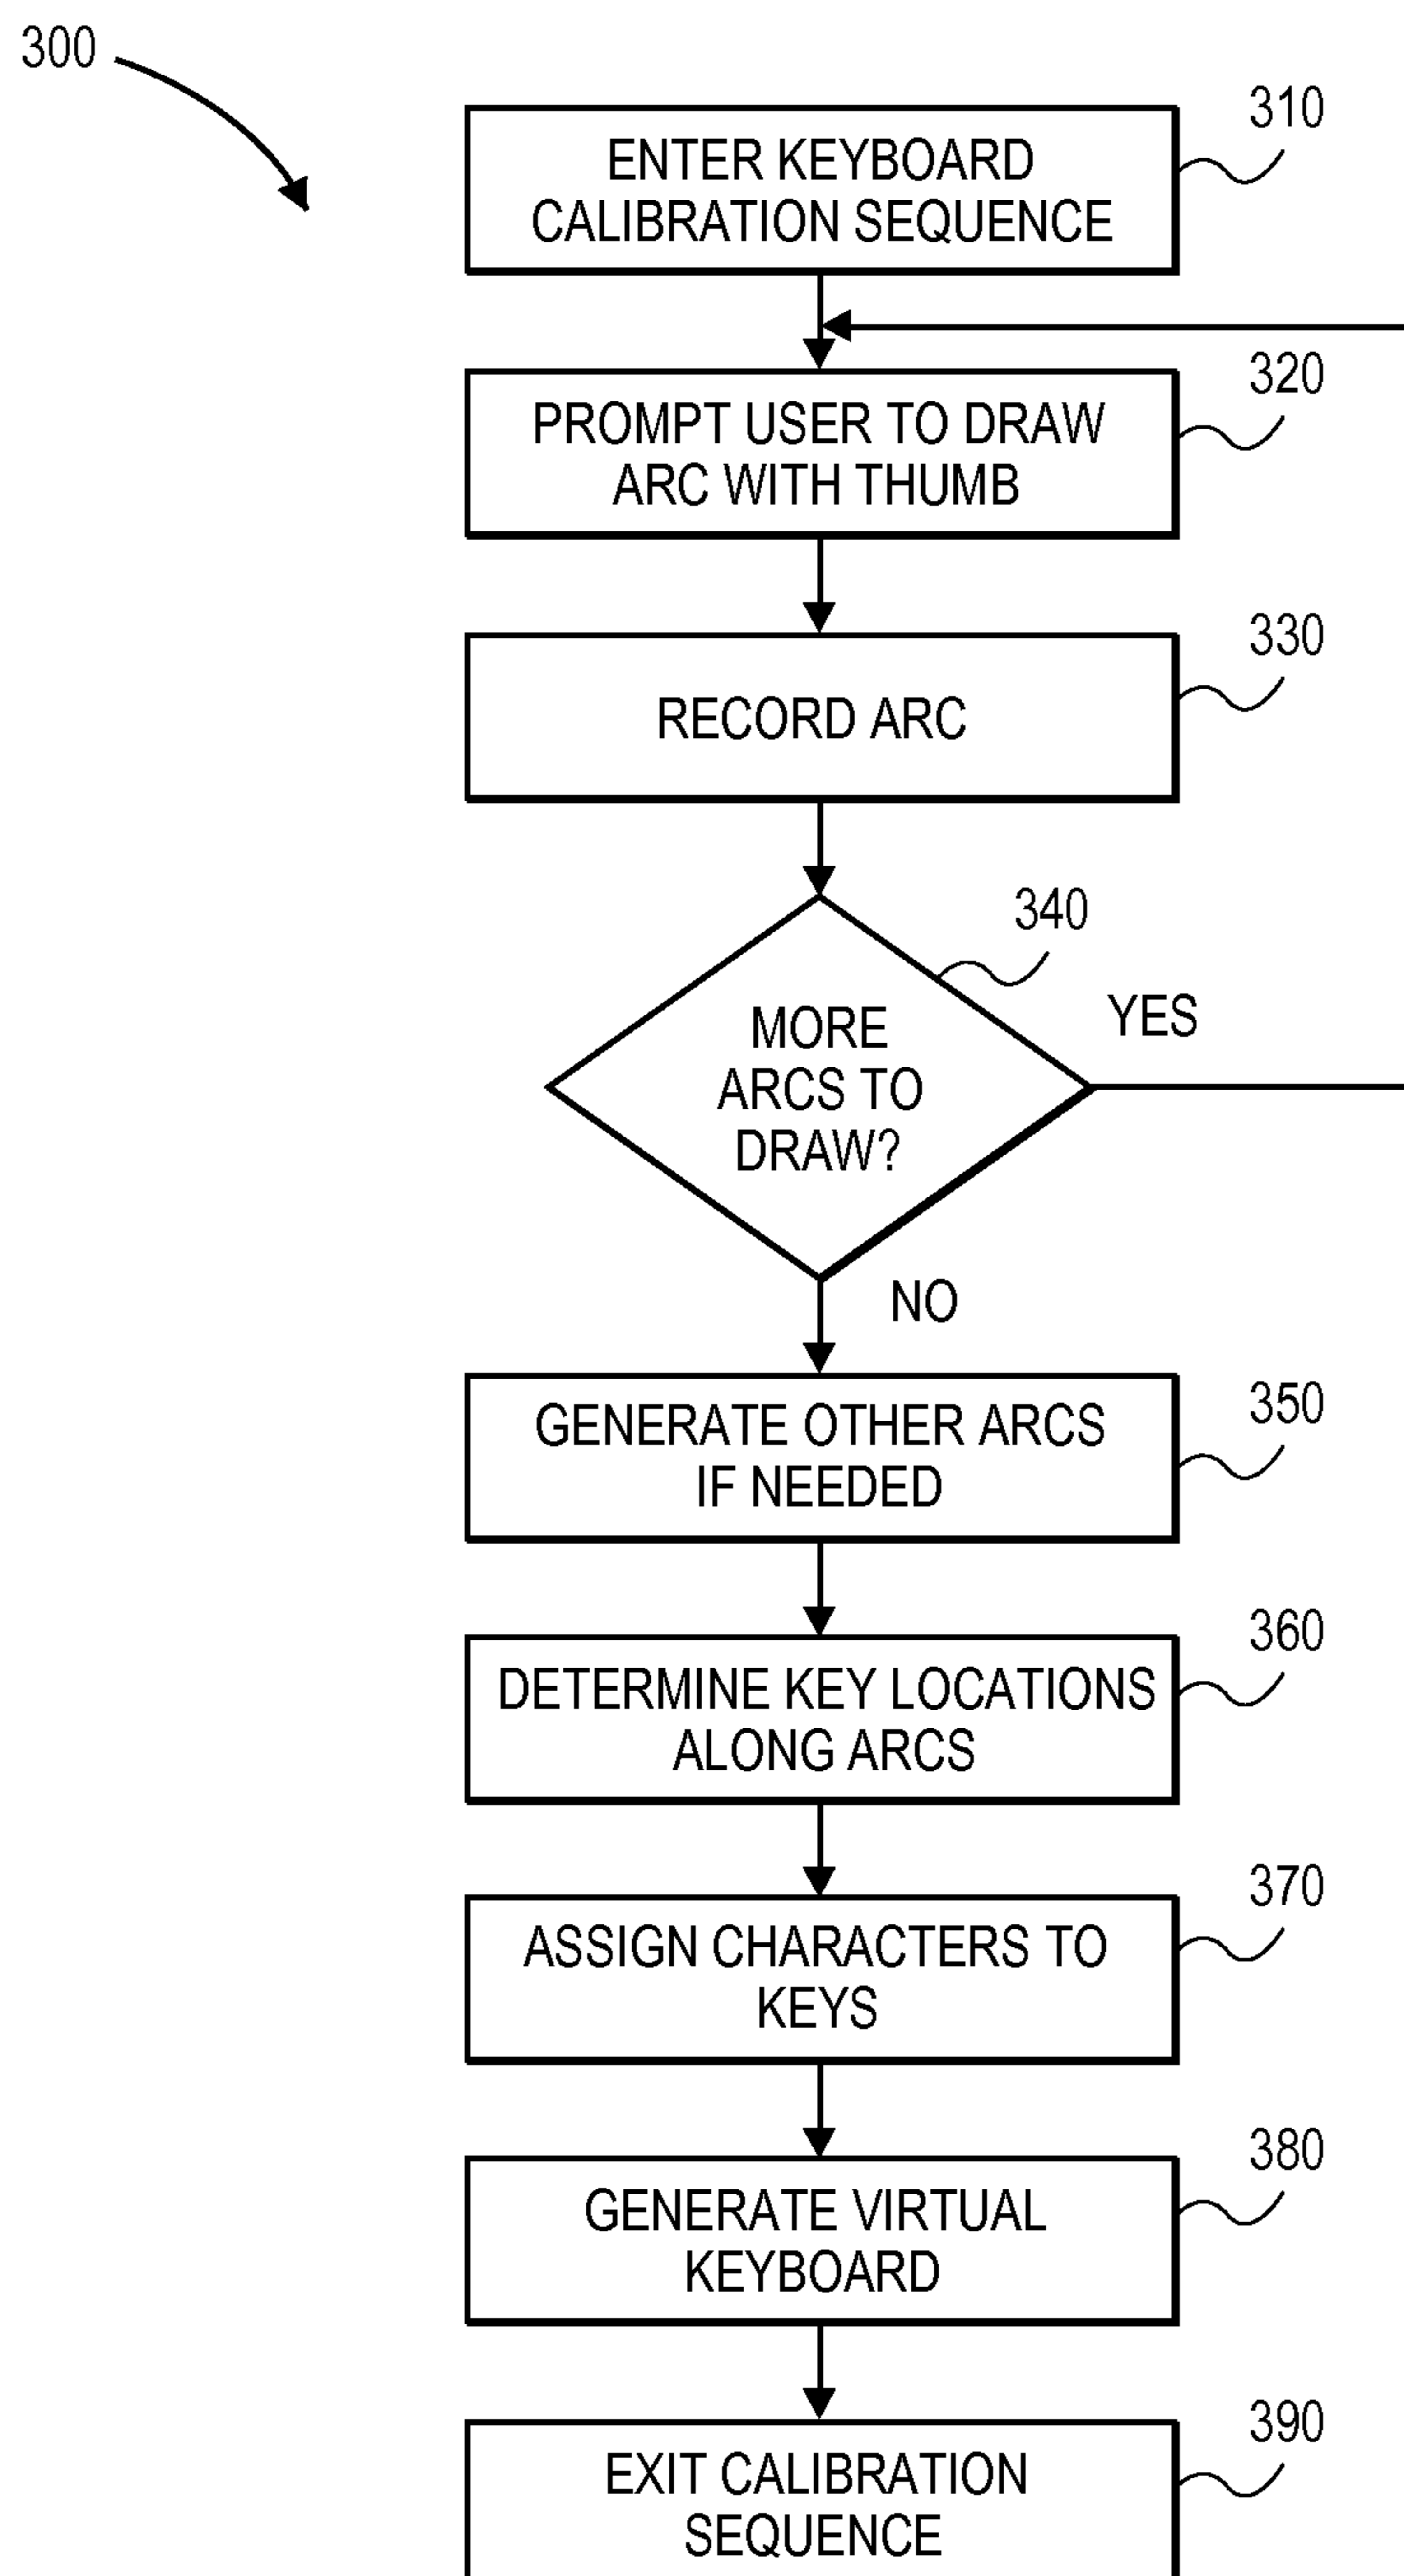 300
310
ENTER KEYBOARD
CALIBRATION SEQUENCE
320
PROMPT USER TO DRAW
ARC WITH THUMB
330
RECORD ARC
340
MORE
ARCS TO
DRAW?
YES
NO
350
GENERATE OTHER ARCS
IF NEEDED
360
DETERMINE KEY LOCATIONS
ALONG ARCS
370
ASSIGN CHARACTERS TO
KEYS
380
GENERATE VIRTUAL
KEYBOARD
390
EXIT CALIBRATION
SEQUENCE